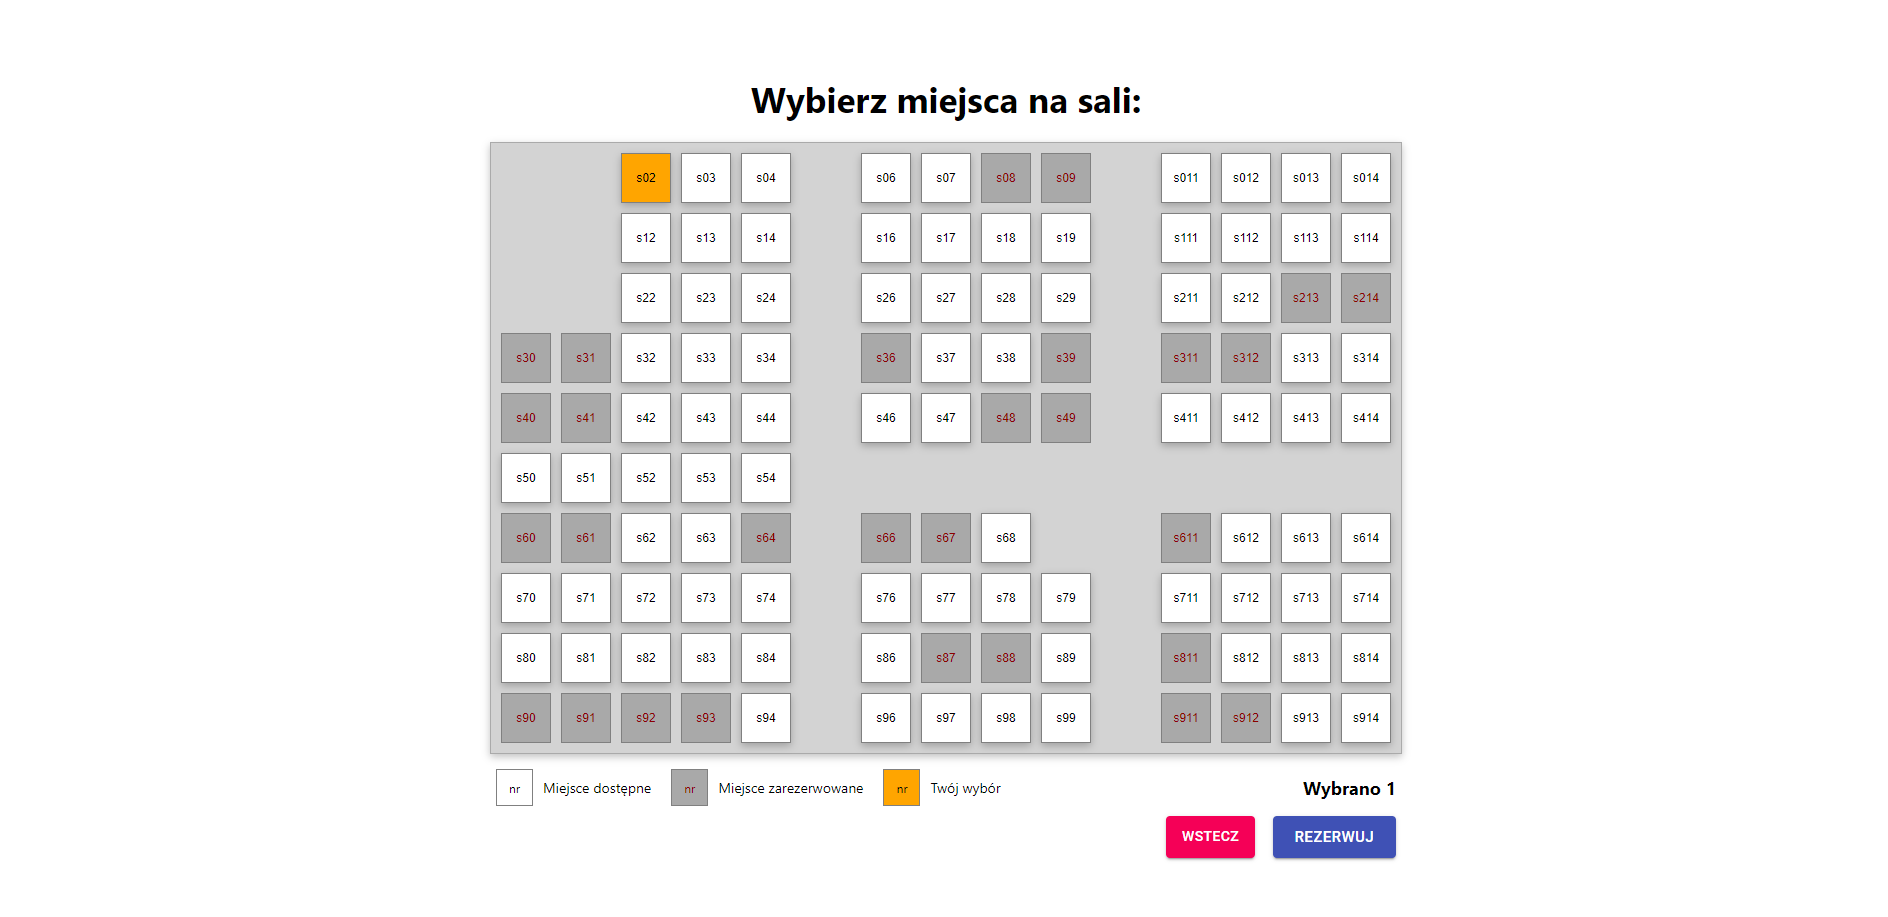 Wybierz miejsca na sali:
s02 s03 s04 s06 s07 s08 s09 s011 s012 s013 s014
s12 s13 s14 s16 s17 s18 s19 s111 s112 s113 s114
s22 s23 s24 s26 s27 s28 s29 s211 s212 s213 s214
s30 s31 s32 s33 s34 s36 s37 s38 s39 s311 s312 s313 s314
s40 s41 s42 s43 s44 s46 s47 s48 s49 s411 s412 s413 s414
s50 s51 s52 s53 s54
s60 s61 s62 s63 s64 s66 s67 s68 s611 s612 s613 s614
s70 s71 s72 s73 s74 s76 s77 s78 s79 s711 s712 s713 s714
s80 s81 s82 s83 s84 s86 s87 s88 s89 s811 s812 s813 s814
s90 s91 s92 s93 s94 s96 s97 s98 s99 s911 s912 s913 s914
nr Miejsce dostępne nr Miejsce zarezerwowane nr Twój wybór Wybrano 1
WSTECZ REZERWUJ